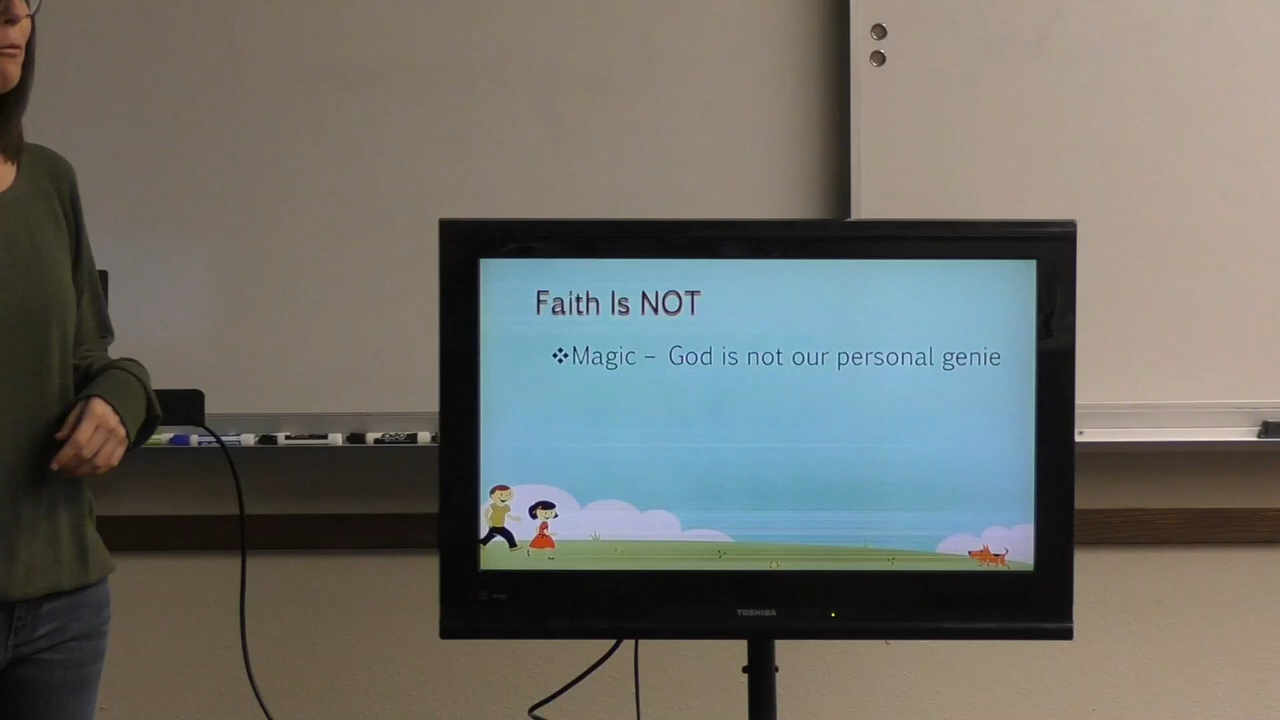 Faith Is NOT
❖Magic – God is not our personal genie
TOSHIBA